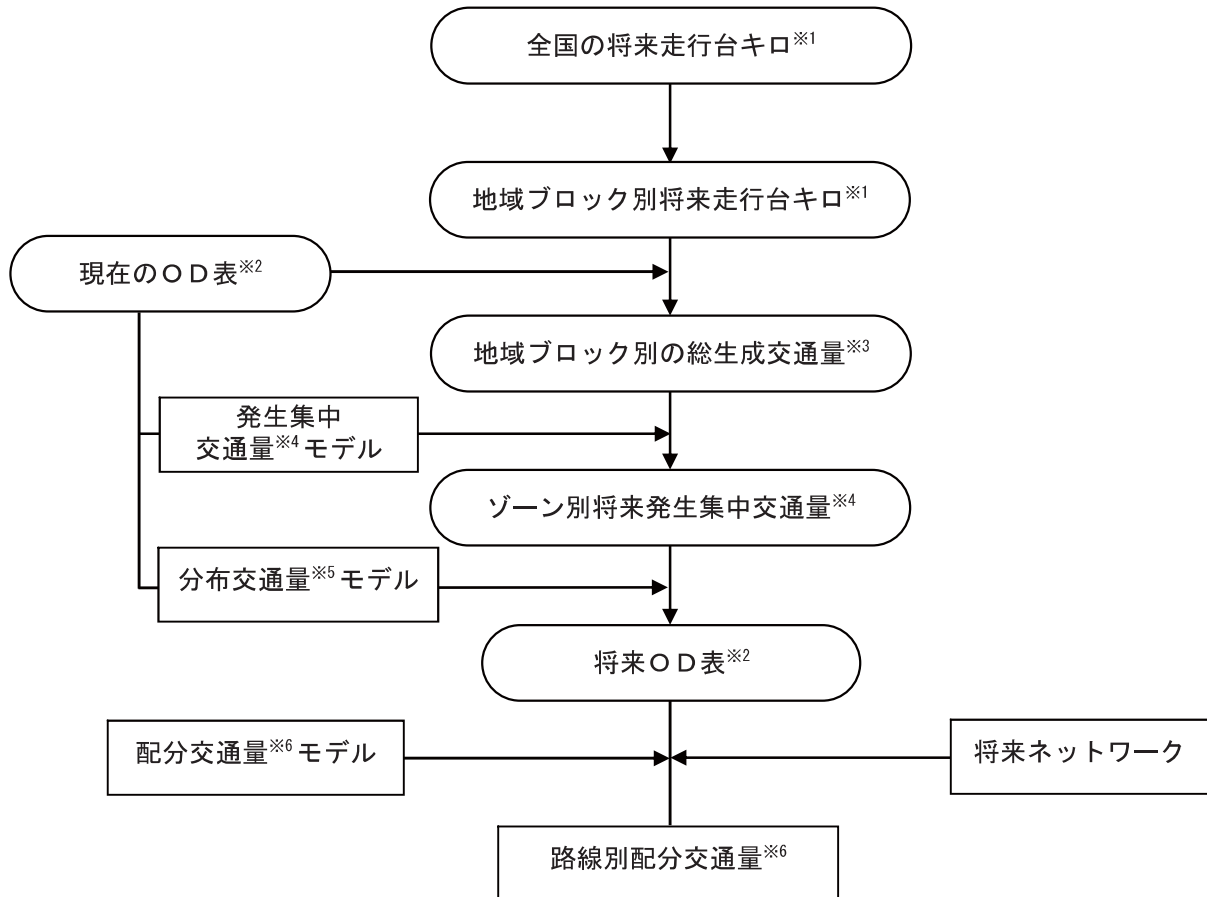 全国の将来走行台キロ※1
地域ブロック別将来走行台キロ※1
現在のOD表※2
地域ブロック別の総生成交通量※3
発生集中
交通量※4モデル
ゾーン別将来発生集中交通量※4
分布交通量※5モデル
将来OD表※2
配分交通量※6モデル
将来ネットワーク
路線別配分交通量※6